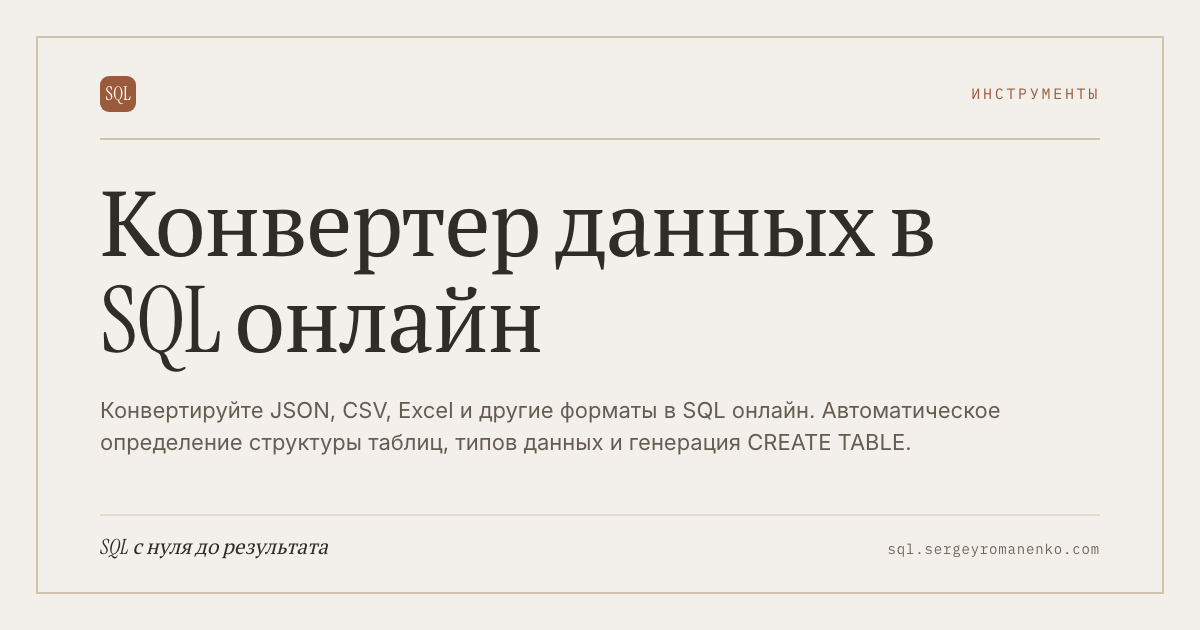 SQL
ИНСТРУМЕНТЫ
Конвертер данных в
SQL онлайн
Конвертируйте JSON, CSV, Excel и другие форматы в SQL онлайн. Автоматическое
определение структуры таблиц, типов данных и генерация CREATE TABLE.
SQL с нуля до результата
sql.sergeyromanenko.com